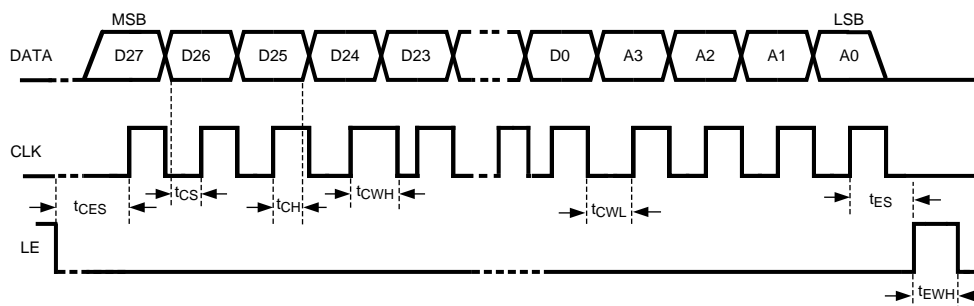 MSB LSB
DATA D27 D26 D25 D24 D23 D0 A3 A2 A1 A0
CLK
tCES tCS tCH tCWH tCWL tES
LE
tEWH